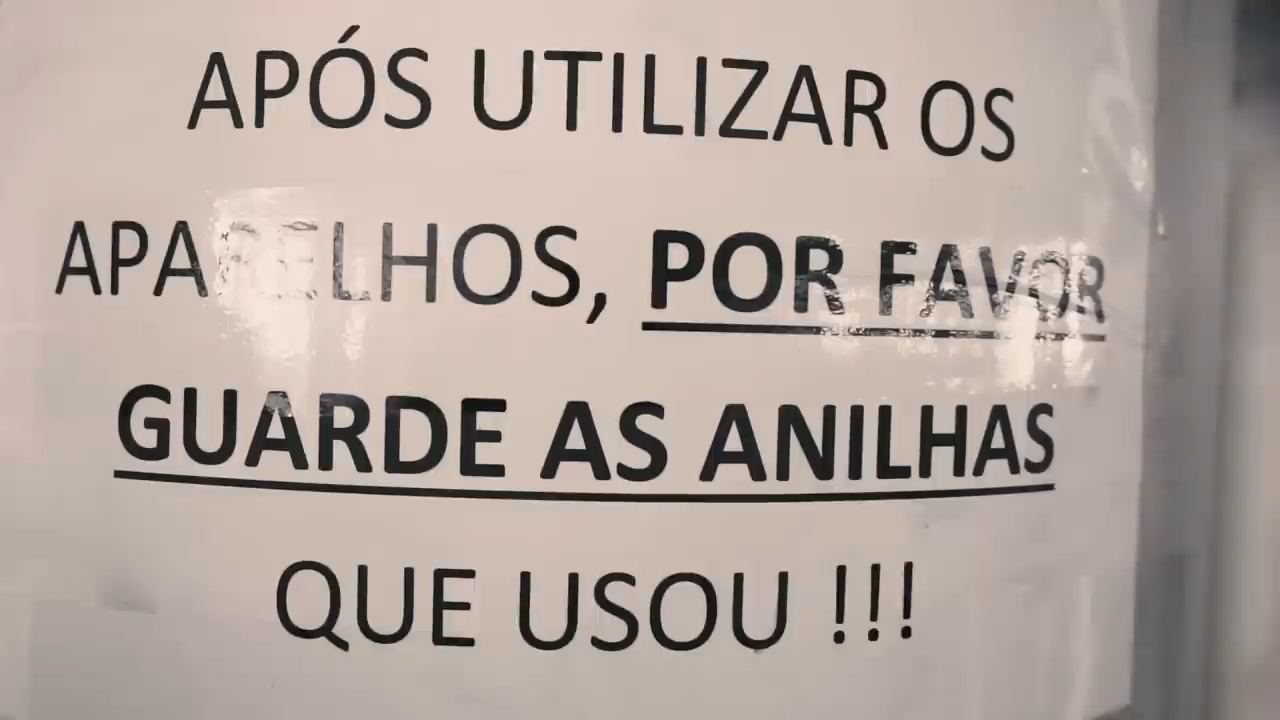 APÓS UTILIZAR OS
APARELHOS, POR FAVOR
GUARDE AS ANILHAS
QUE USOU !!!